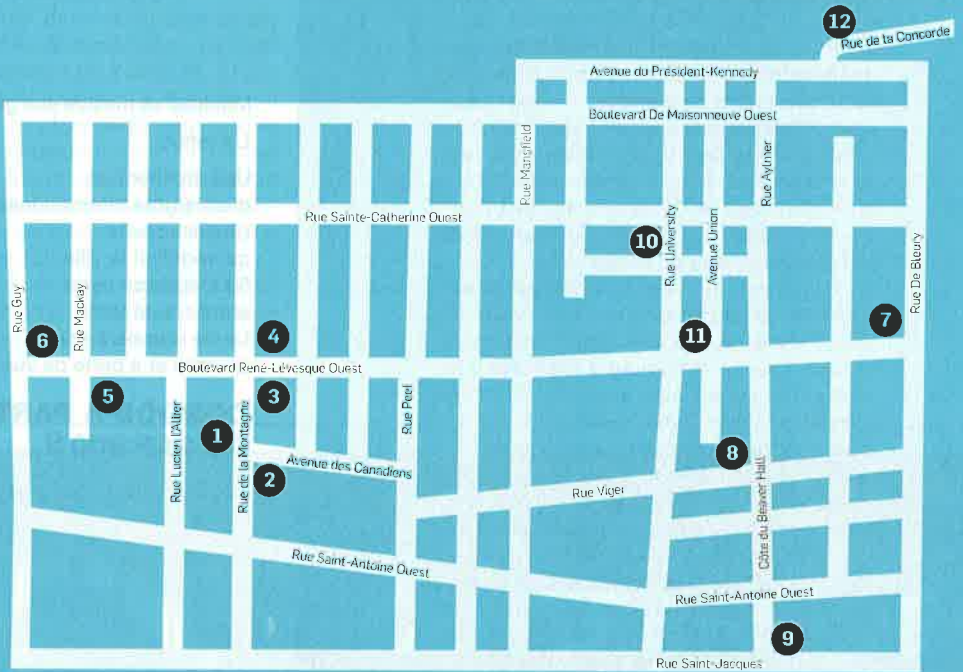 12
Rue de la Concorde
Avenue du Président-Kennedy
Boulevard De Maisonneuve Ouest
Rue Mansfield
Rue Aylmer
Rue Sainte-Catherine Ouest
10
Rue University
Avenue Union
Rue De Bleury
Rue Guy
Rue Mackay
6
4
11
7
Boulevard René-Lévesque Ouest
5
3
Rue Peel
1
Rue Lucien L'Allier
Rue de la Montagne
2
Avenue des Canadiens
8
Rue Viger
Côte du Beaver Hall
Rue Saint-Antoine Ouest
Rue Saint-Antoine Ouest
9
Rue Saint-Jacques